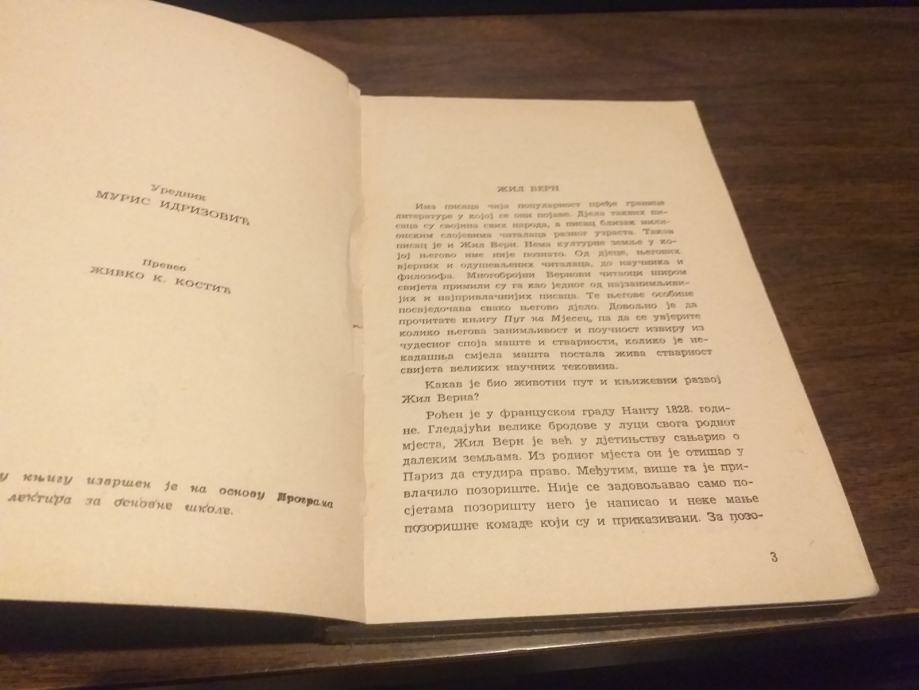 Уредник
МУРИС ИДРИЗОВИЋ
Превео
ЖИВКО К. КОСТИЋ
у књигу извршен је на основу Програма
лектира за основне школе.
ЖИЛ ВЕРН
Има писаца чија популарност пређе границе
литературе у којој се они појаве. Дјела таквих пи-
саца су својина свих народа, а писац близак мили-
онским слојевима читалаца разног узраста. Такав
писац је и Жил Верн. Нема културне земље у ко-
јој његово име није познато. Од дјеце, његових
вјерних и одушевљених читалаца, до научника и
филозофа. Многобројни Вернови читаоци широм
свијета примили су га као једног од најзанимљиви-
јих и најпривлачнијих писаца. Те његове особине
посвједочава свако његово дјело. Довољно је да
прочитате књигу Пут на Мјесец, па да се увјерите
колико његова занимљивост и поучност извиру из
чудесног споја маште и стварности, колико је не-
кадашња смјела машта постала жива стварност
свијета великих научних тековина.
Какав је био животни пут и књижевни развој
Жил Верна?
Рођен је у француском граду Нанту 1828. годи-
не. Гледајући велике бродове у луци свога родног
мјеста, Жил Верн је већ у дјетињству сањарио о
далеким земљама. Из родног мјеста он је отишар у
Париз да студира право. Међутим, више га је при-
влачило позориште. Није се задовољавао само по-
сјетама позоришту него је написао и неке мање
позоришне комаде који су и приказивани. За позо-
3